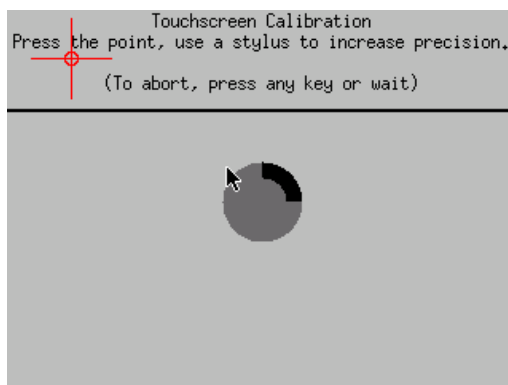 Touchscreen Calibration
Press the point, use a stylus to increase precision.
(To abort, press any key or wait)